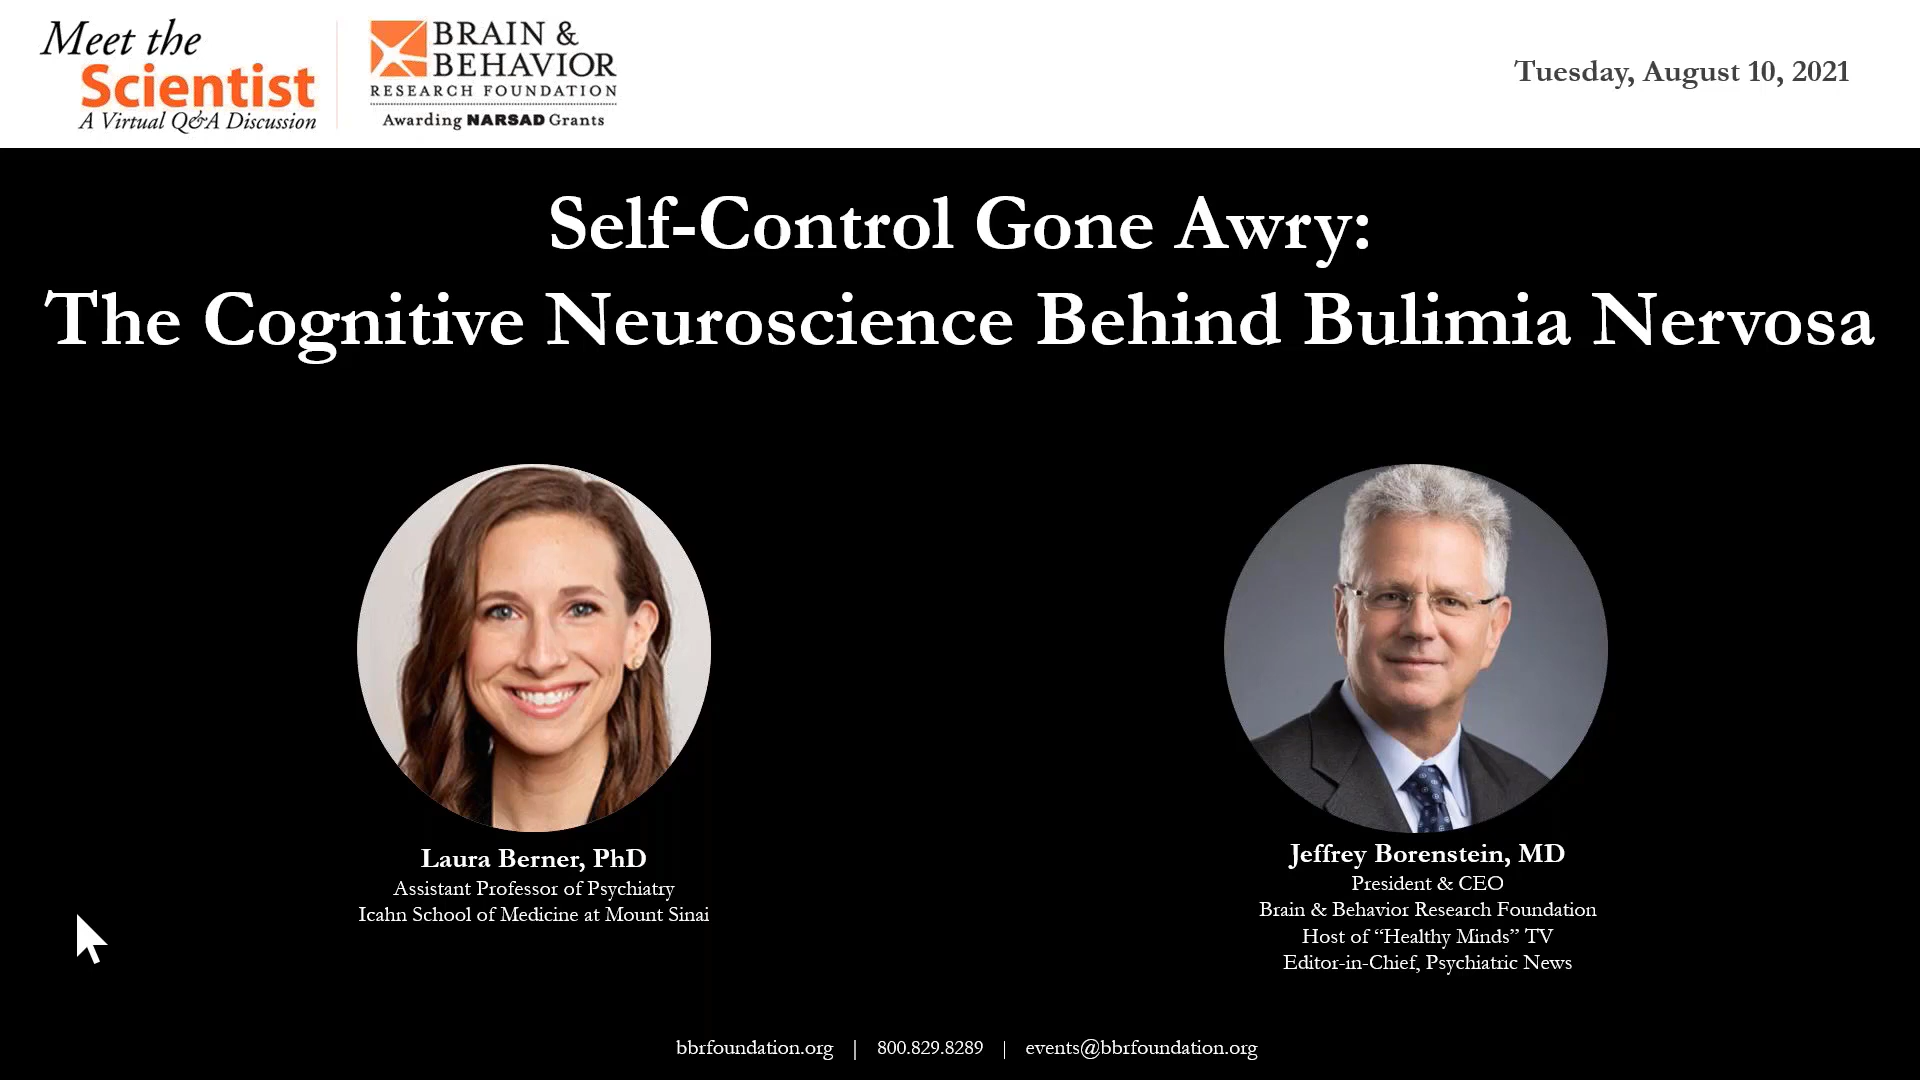 Meet the
Scientist
A Virtual Q&A Discussion
BRAIN &
BEHAVIOR
RESEARCH FOUNDATION
Awarding NARSAD Grants
Tuesday, August 10, 2021
Self-Control Gone Awry:
The Cognitive Neuroscience Behind Bulimia Nervosa
Laura Berner, PhD
Assistant Professor of Psychiatry
Icahn School of Medicine at Mount Sinai
Jeffrey Borenstein, MD
President & CEO
Brain & Behavior Research Foundation
Host of “Healthy Minds” TV
Editor-in-Chief, Psychiatric News
bbrfoundation.org | 800.829.8289 | events@bbrfoundation.org